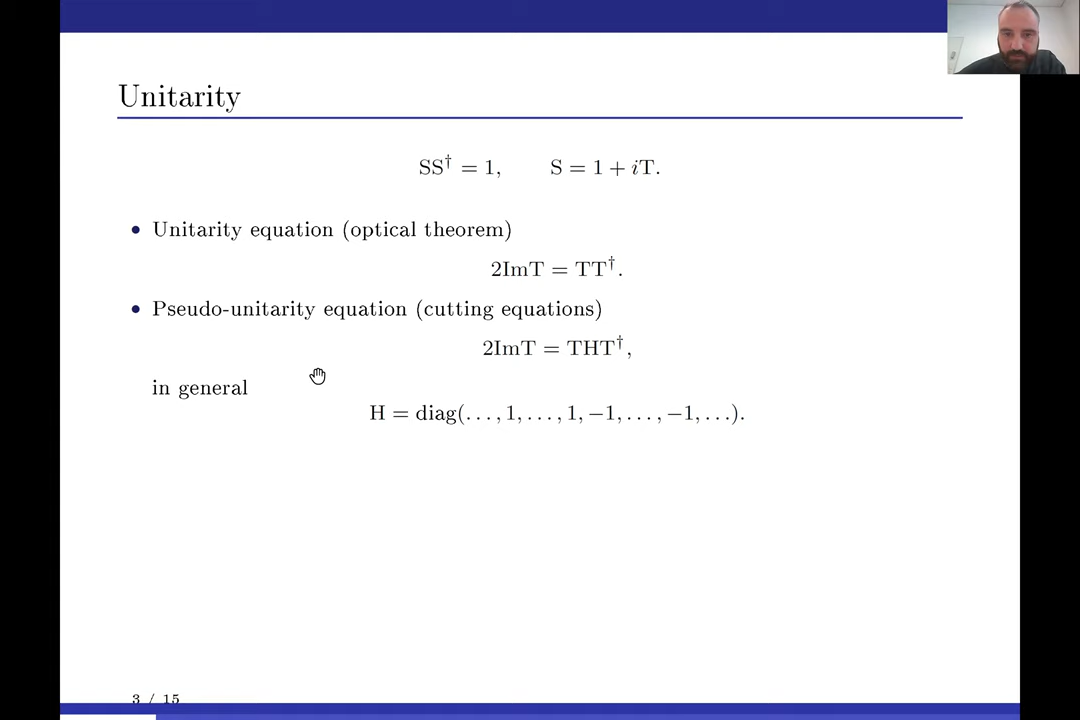 Unitarity
SS† = 1, S = 1 + iT.
• Unitarity equation (optical theorem)
2ImT = TT†.
• Pseudo-unitarity equation (cutting equations)
2ImT = THT†,
in general
H = diag(. . . , 1, . . . , 1, −1, . . . , −1, . . .).
3 / 15